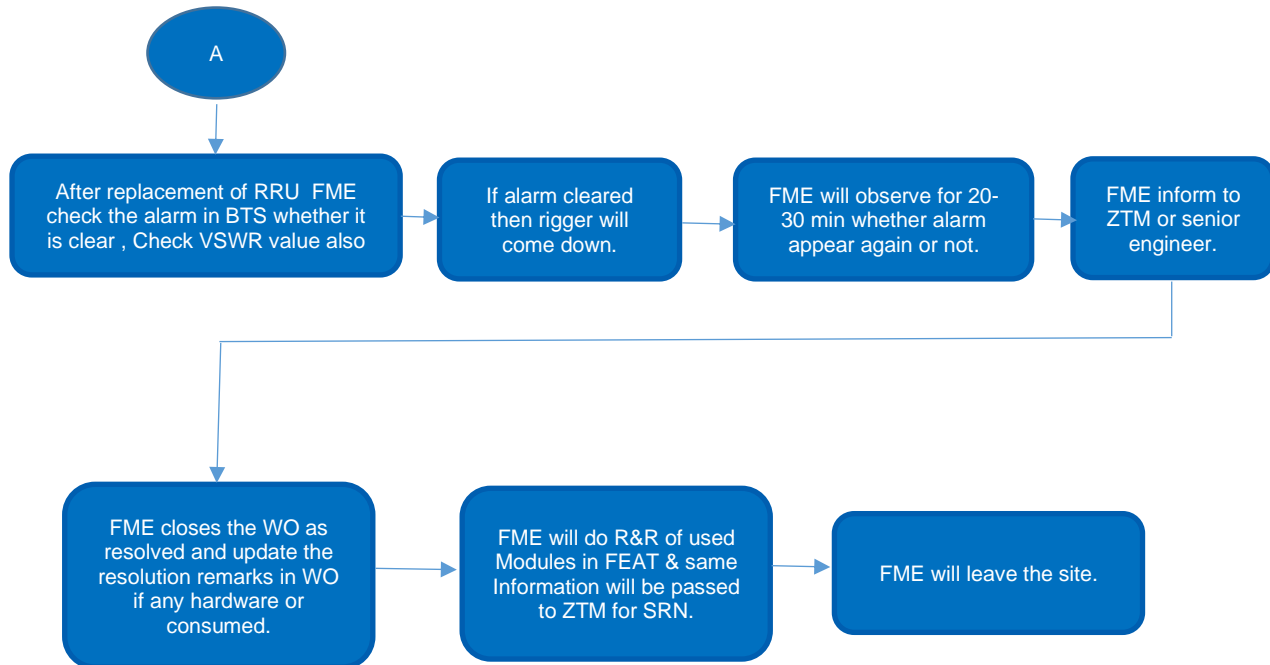 A
After replacement of RRU  FME
check the alarm in BTS whether it
is clear , Check VSWR value also
If alarm cleared
then rigger will
come down.
FME will observe for 20-
30 min whether alarm
appear again or not.
FME inform to
ZTM or senior
engineer.
FME closes the WO as
resolved and update the
resolution remarks in WO
if any hardware or
consumed.
FME will do R&R of used
Modules in FEAT & same
Information will be passed
to ZTM for SRN.
FME will leave the site.